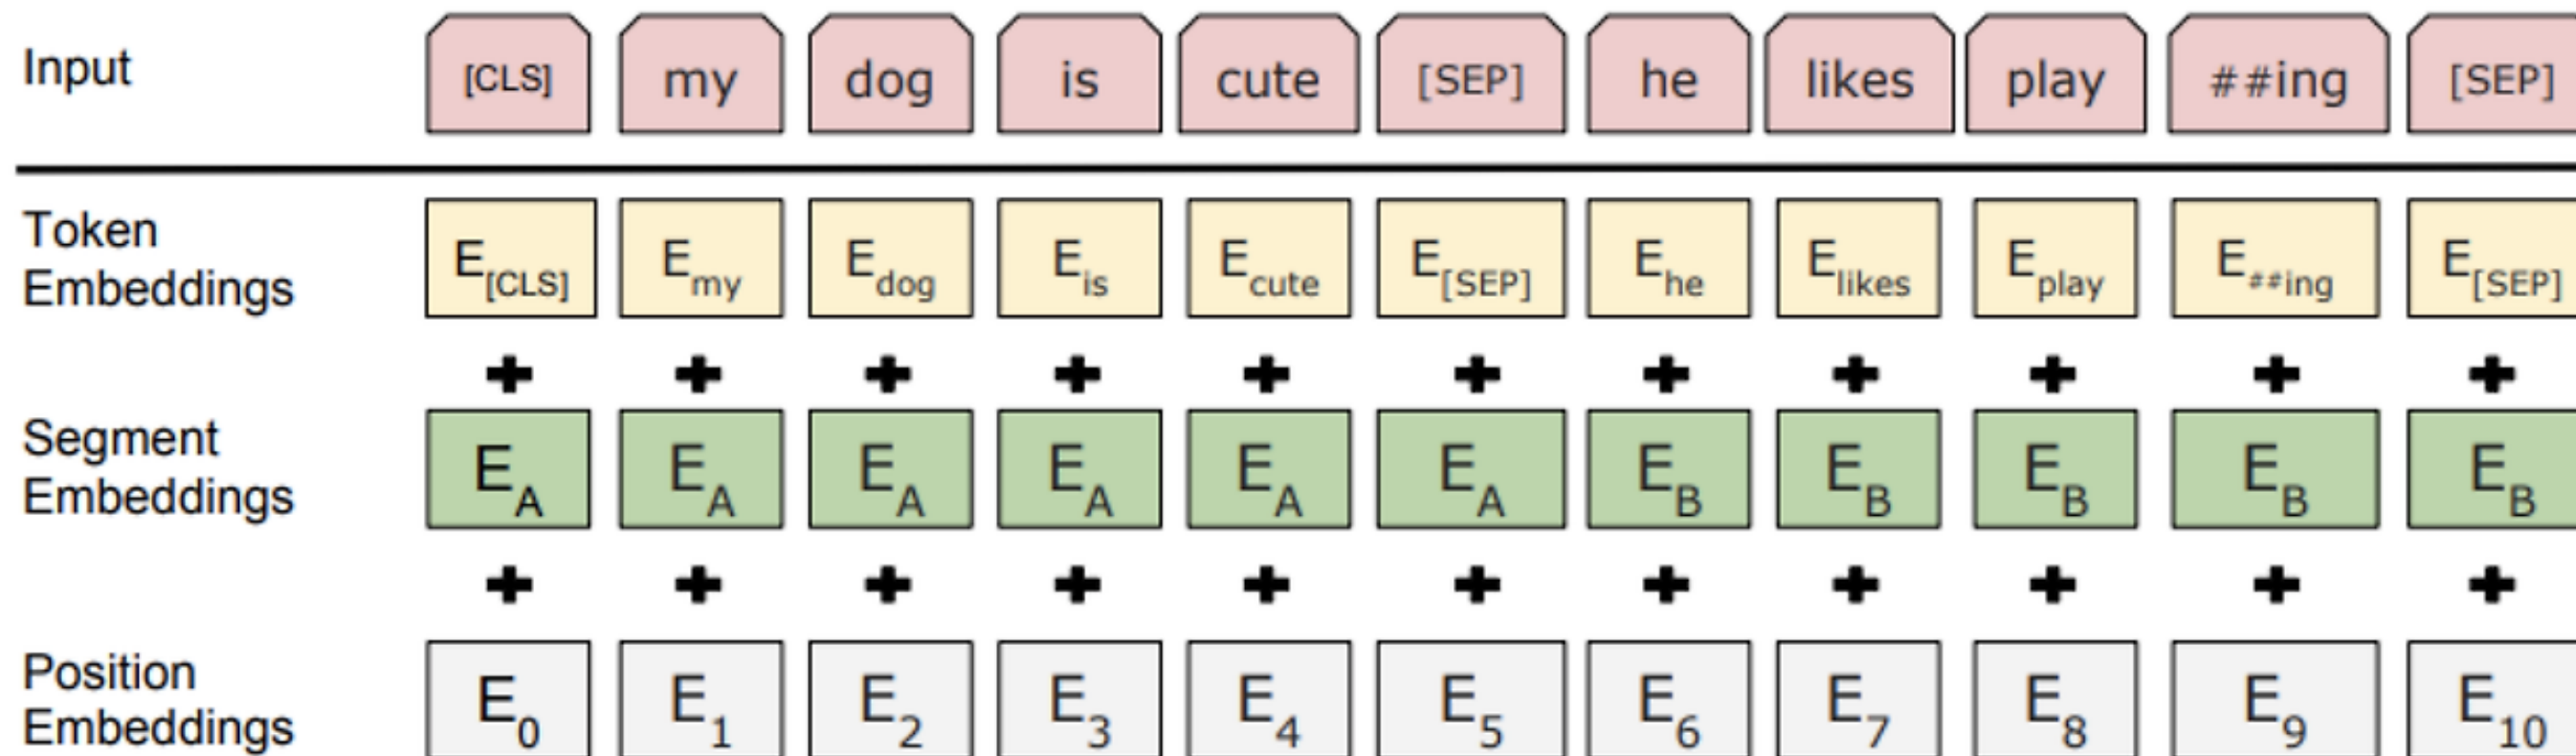 Input [CLS] my dog is cute [SEP] he likes play ##ing [SEP]
Token
Embeddings E[CLS] Emy Edog Eis Ecute E[SEP] Ehe Elikes Eplay E##ing E[SEP]
+ + + + + + + + + + +
Segment
Embeddings EA EA EA EA EA EA EB EB EB EB EB
+ + + + + + + + + + +
Position
Embeddings E0 E1 E2 E3 E4 E5 E6 E7 E8 E9 E10